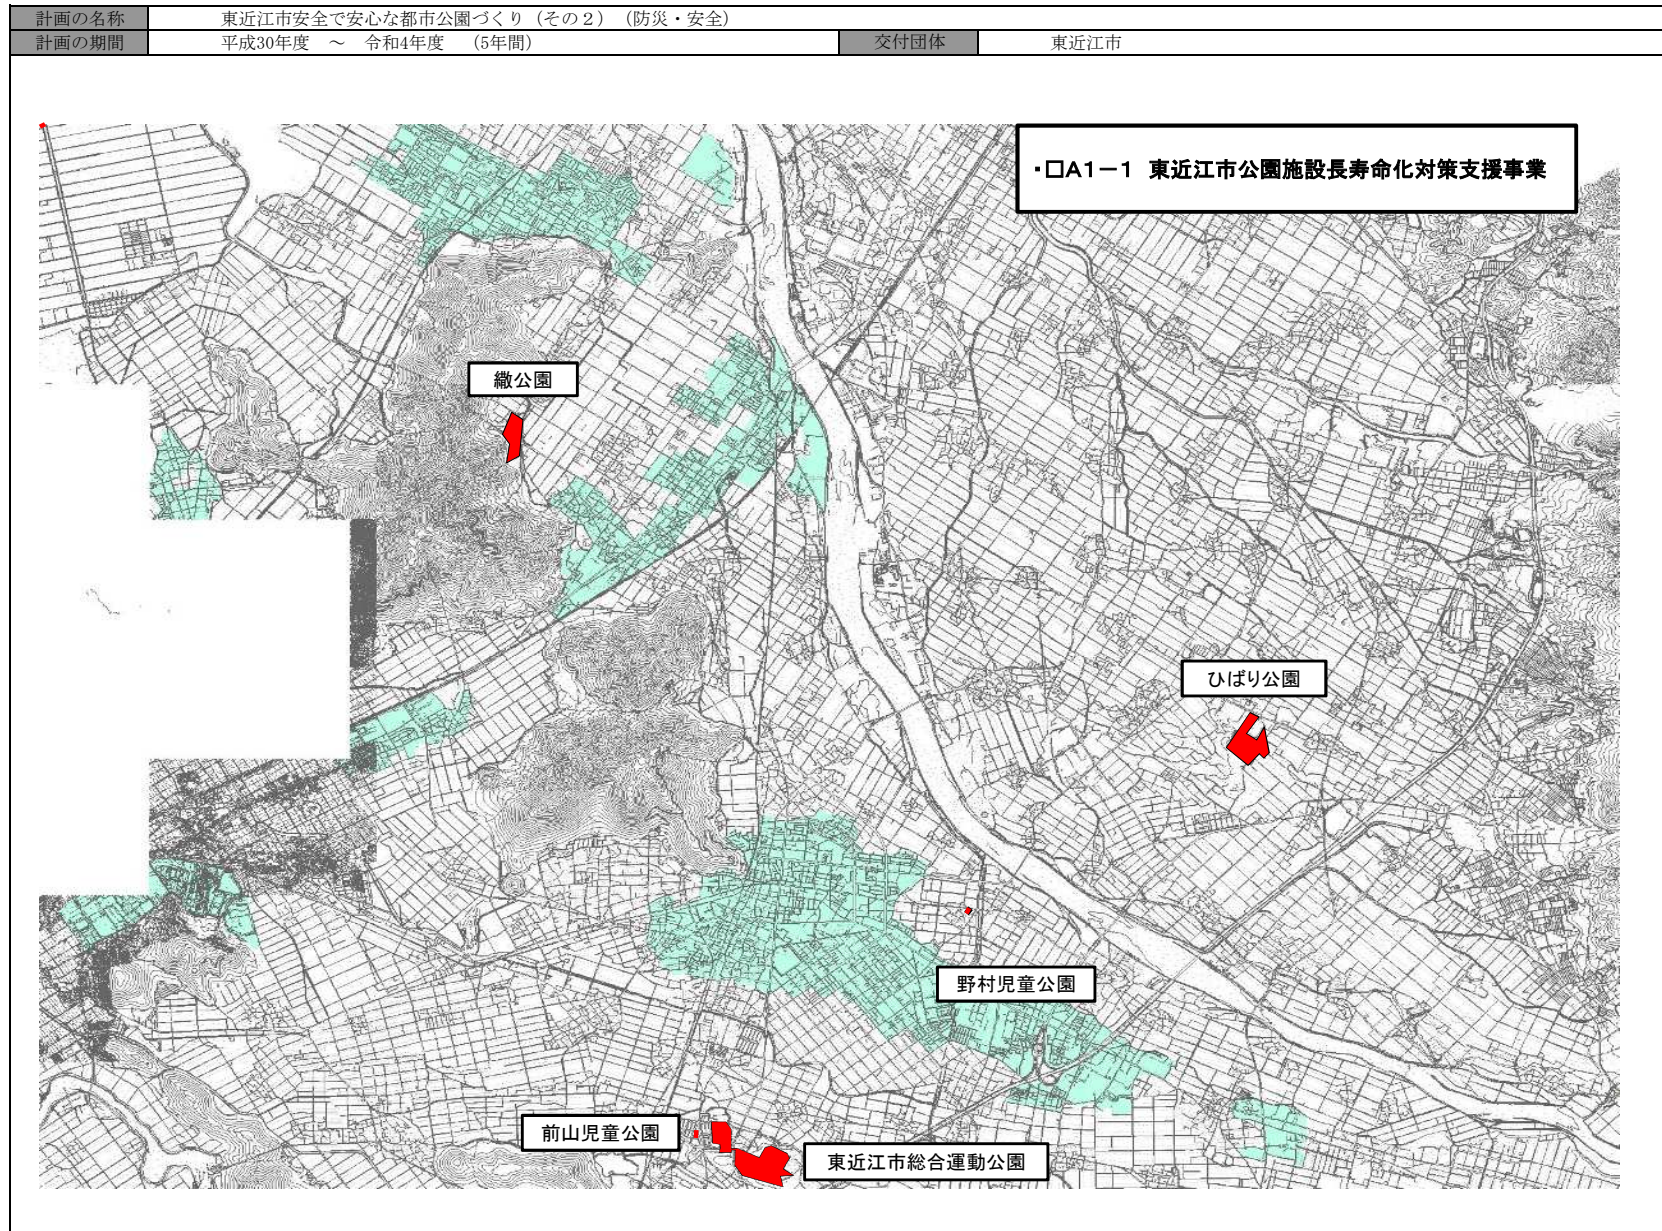 計画の名称 東近江市安全で安心な都市公園づくり(その2)(防災・安全)
計画の期間 平成30年度 ~ 令和4年度 (5年間) 交付団体 東近江市
・□A1-1 東近江市公園施設長寿命化対策支援事業
繖公園
ひばり公園
野村児童公園
前山児童公園
東近江市総合運動公園